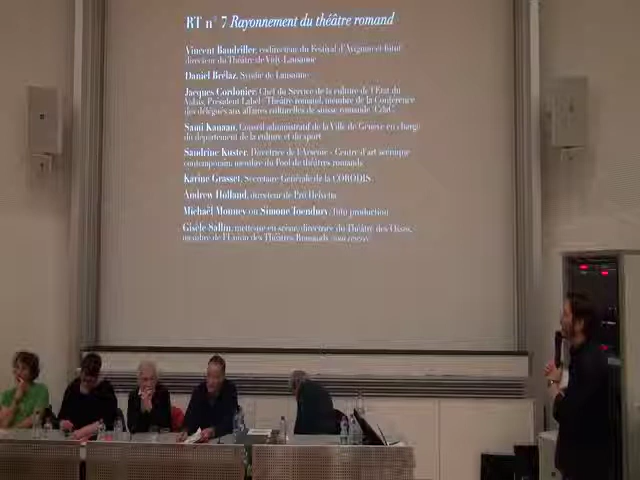 RT n° 7 Rayonnement du théâtre romand
Vincent Baudriller, codirecteur du Festival d'Avignon et futur
directeur du Théâtre de Vidy-Lausanne
Daniel Brélaz, Syndic de Lausanne
Jacques Cordonier, Chef du Service de la culture de l'Etat du
Valais, Président Label+ Théâtre romand, membre de la Conférence
des délégués aux affaires culturelles de suisse romande
Sami Kanaan, Conseil administratif de la Ville de Genève en charge
du département de la culture et du sport
Sandrine Kuster, Directrice de l'Arsenic - Centre d'art scénique
contemporain, membre du Pool de théâtres romands
Karine Grasset, Secrétaire Générale de la CORODIS
Andrew Holland, directeur de Pro Helvetia
Michaël Monney ou Simone Toendury, Tutu production
Gisèle Sallin, metteure en scène, directrice du Théâtre des Osses,
membre de l'Union des Théâtres Romands,